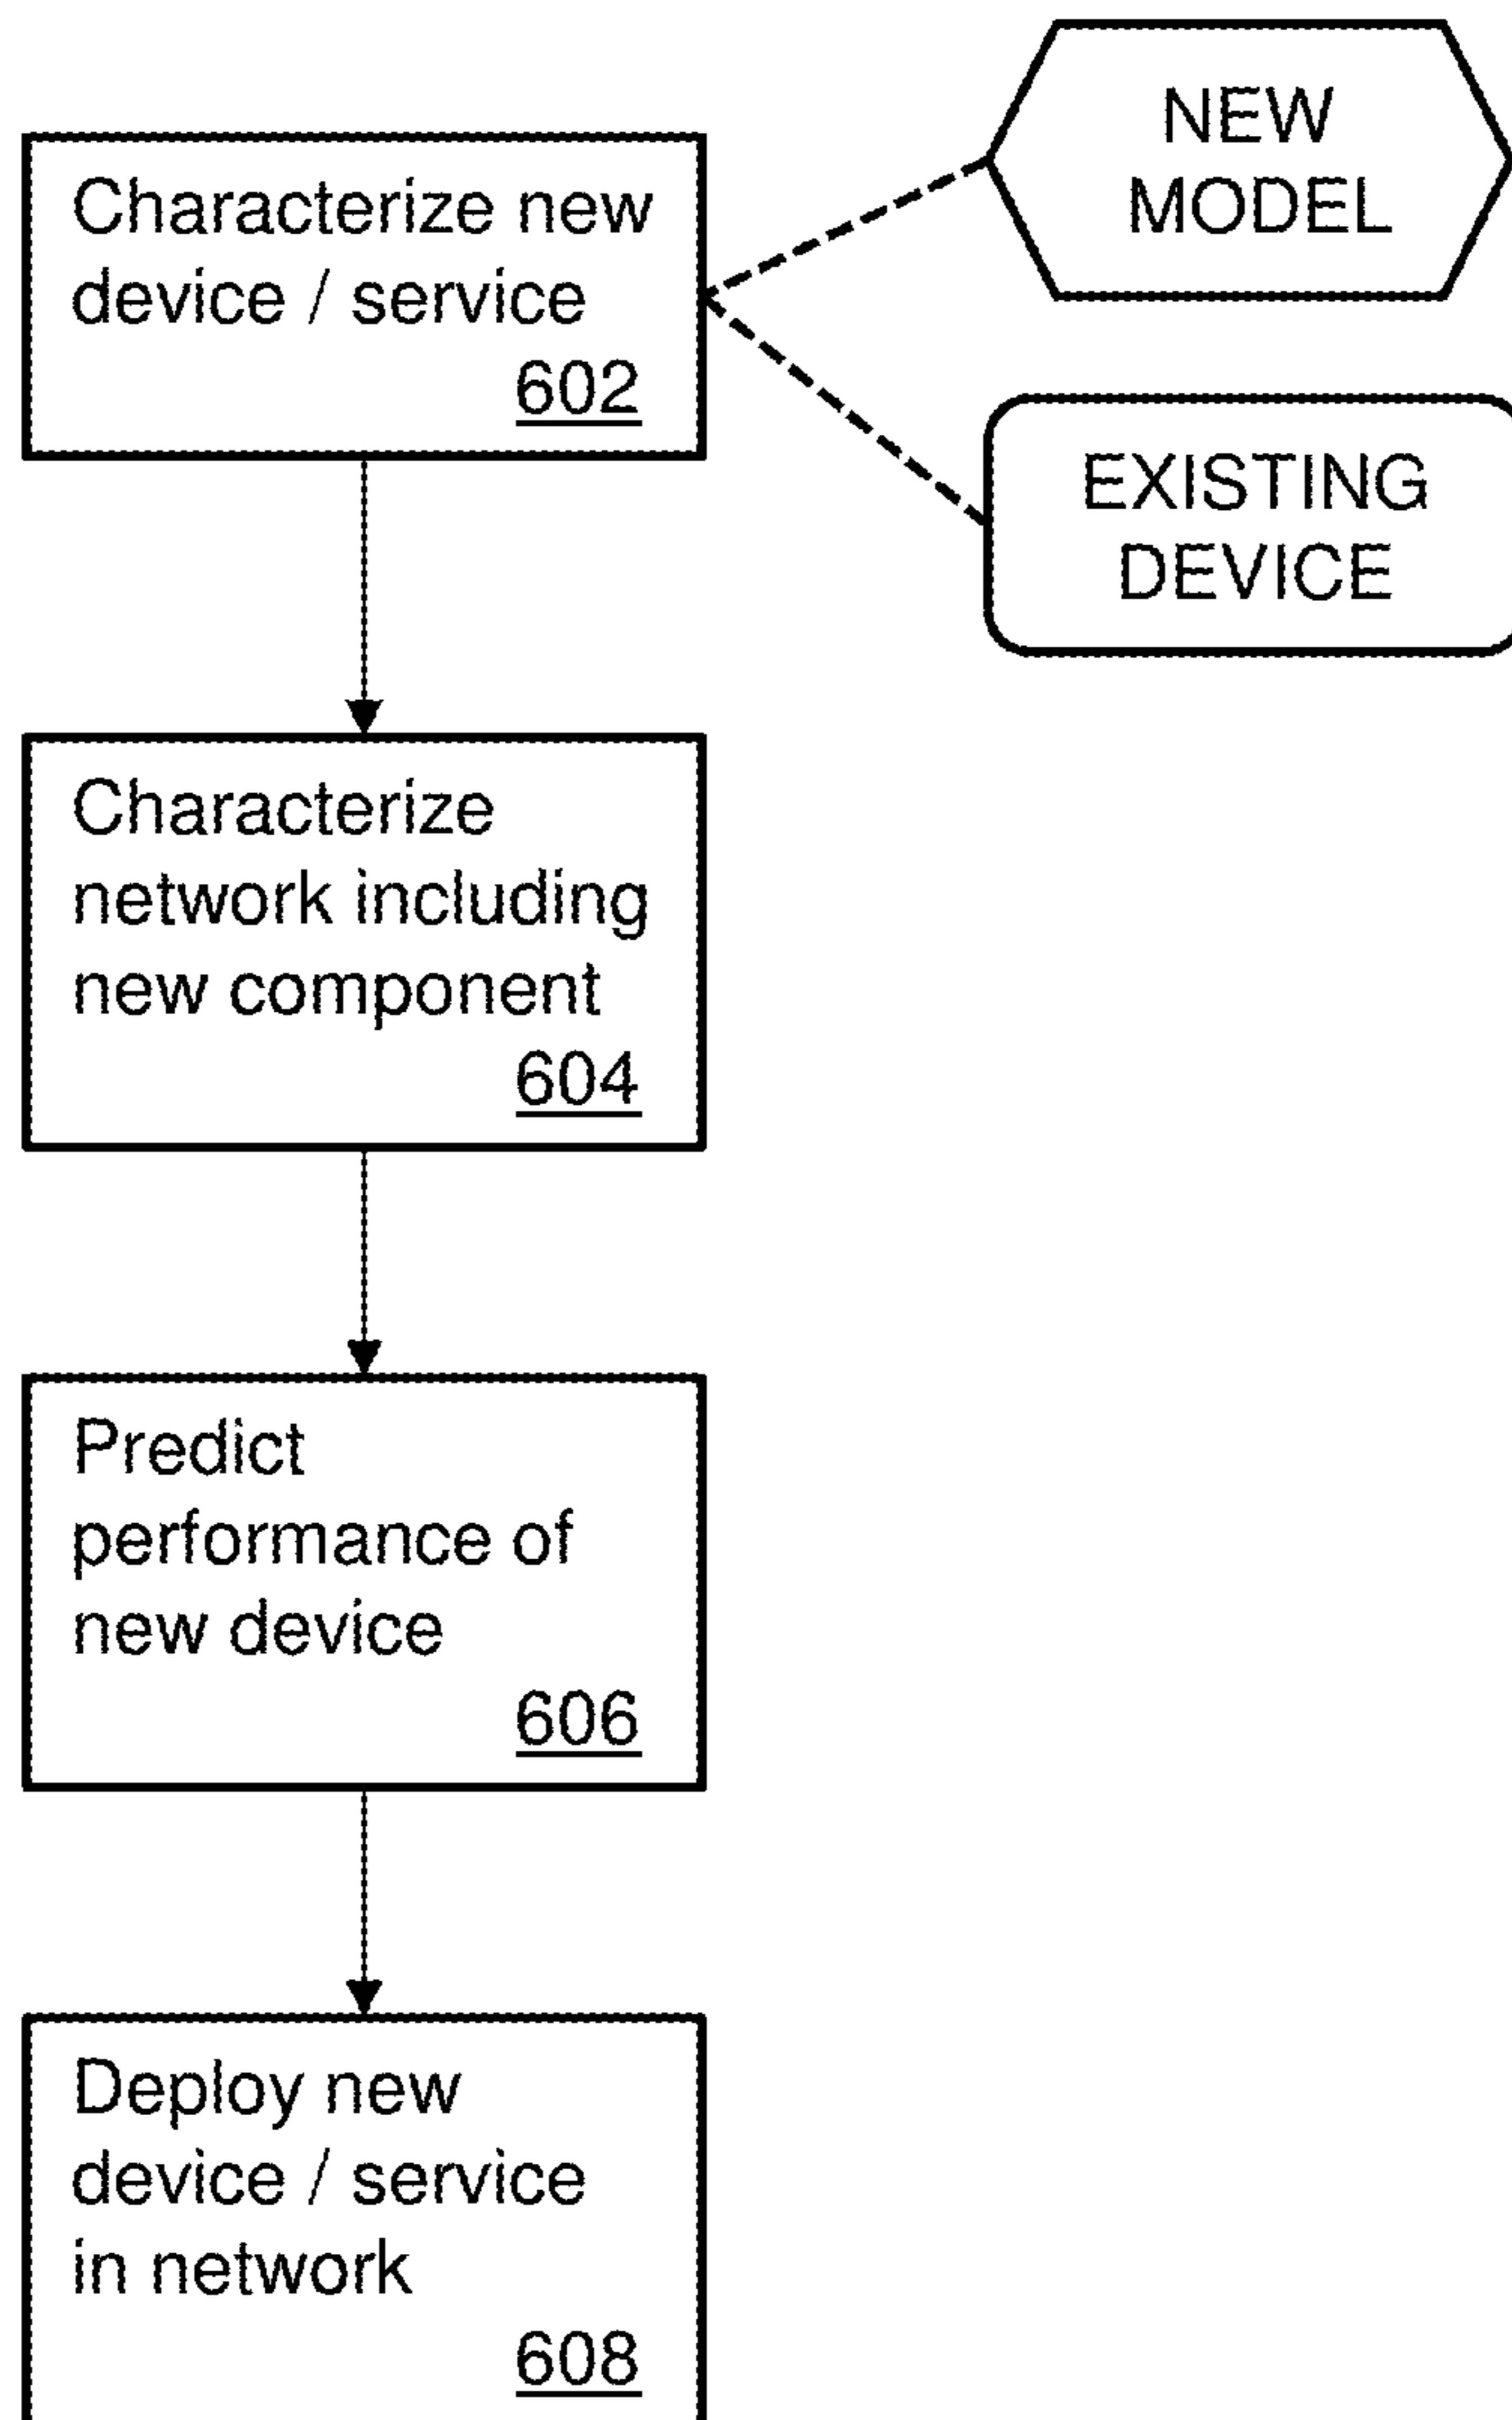 Characterize new
device / service
602
NEW
MODEL
EXISTING
DEVICE
Characterize
network including
new component
604
Predict
performance of
new device
606
Deploy new
device / service
in network
608